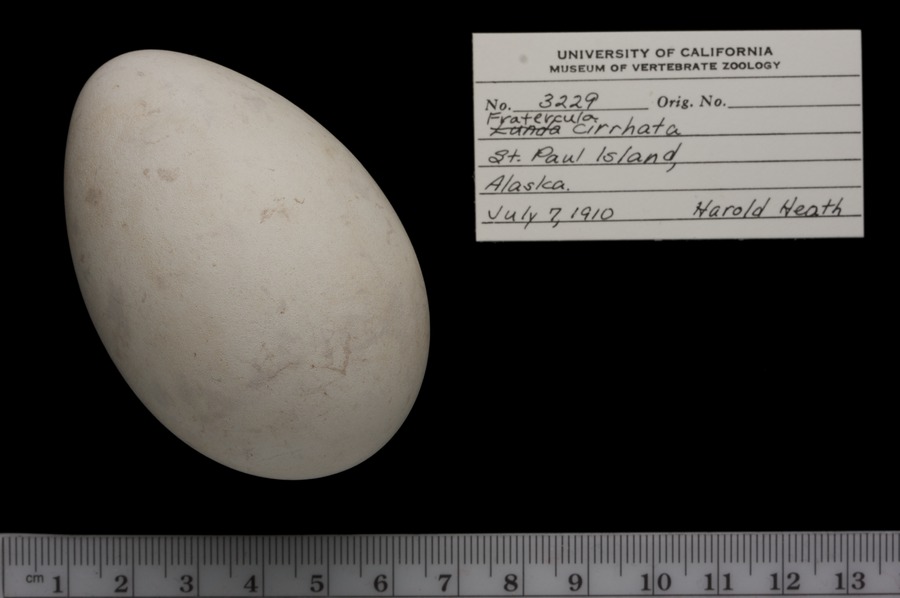 UNIVERSITY OF CALIFORNIA
MUSEUM OF VERTEBRATE ZOOLOGY
No. 3229 Orig. No.
Fratercula
Lunda cirrhata
St. Paul Island,
Alaska.
July 7, 1910 Harold Heath
cm 1 2 3 4 5 6 7 8 9 10 11 12 13